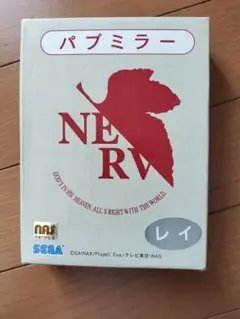 パブミラー
NERV
GOD'S IN HIS HEAVEN. ALL'S RIGHT WITH THE WORLD.
nas
SEGA
レイ
©GAINAX/Project Eva.・テレビ東京・NAS